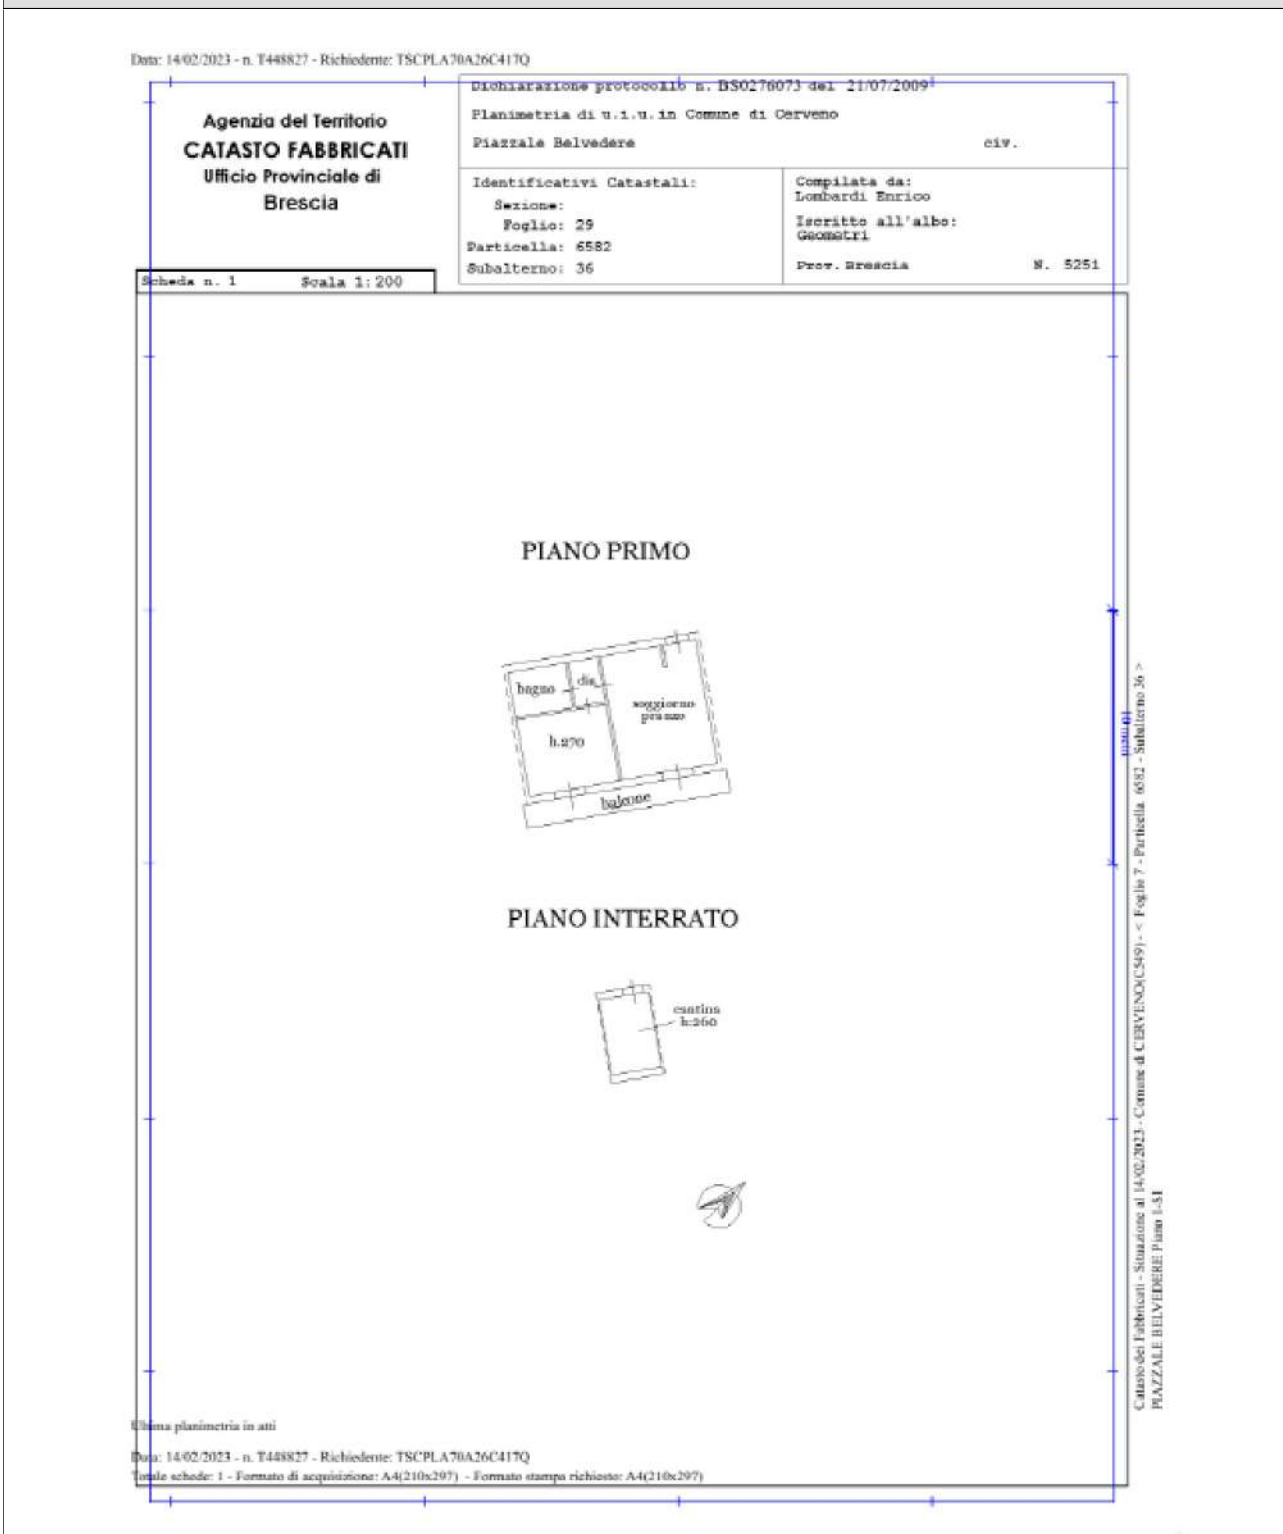 Data: 14/02/2023 - n. T448827 - Richiedente: TSCPLA70A26C417Q
Agenzia del Territorio
CATASTO FABBRICATI
Ufficio Provinciale di
Brescia
Dichiarazione protocollo n. BS0276073 del 21/07/2009
Planimetria di u.i.u. in Comune di Cerveno
Piazzale Belvedere civ.
Identificativi Catastali:
Sezione:
Foglio: 29
Particella: 6582
Subalterno: 36
Compilata da:
Lombardi Enrico
Iscritto all'albo:
Geometri
Prov. Brescia N. 5251
Scheda n. 1 Scala 1:200
PIANO PRIMO
bagno
dis.
soggiorno
pranzo
h.270
balcone
PIANO INTERRATO
cantina
h:260
Ultima planimetria in atti
Data: 14/02/2023 - n. T448827 - Richiedente: TSCPLA70A26C417Q
Totale schede: 1 - Formato di acquisizione: A4(210x297) - Formato stampa richiesto: A4(210x297)
Catasto dei Fabbricati - Situazione al 14/02/2023 - Comune di CERVENO(C549) - < Foglio 7 - Particella 6582 - Subalterno 36 >
PIAZZALE BELVEDERE Piano 1-S1